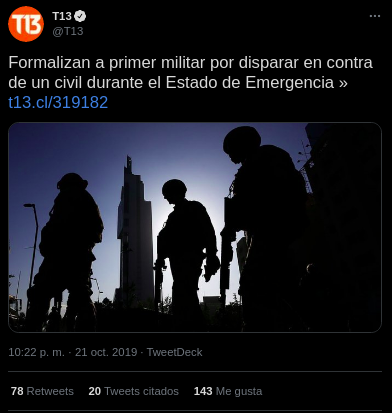 T13
T13
@T13
Formalizan a primer militar por disparar en contra
de un civil durante el Estado de Emergencia »
t13.cl/319182
10:22 p. m. · 21 oct. 2019 · TweetDeck
78 Retweets 20 Tweets citados 143 Me gusta